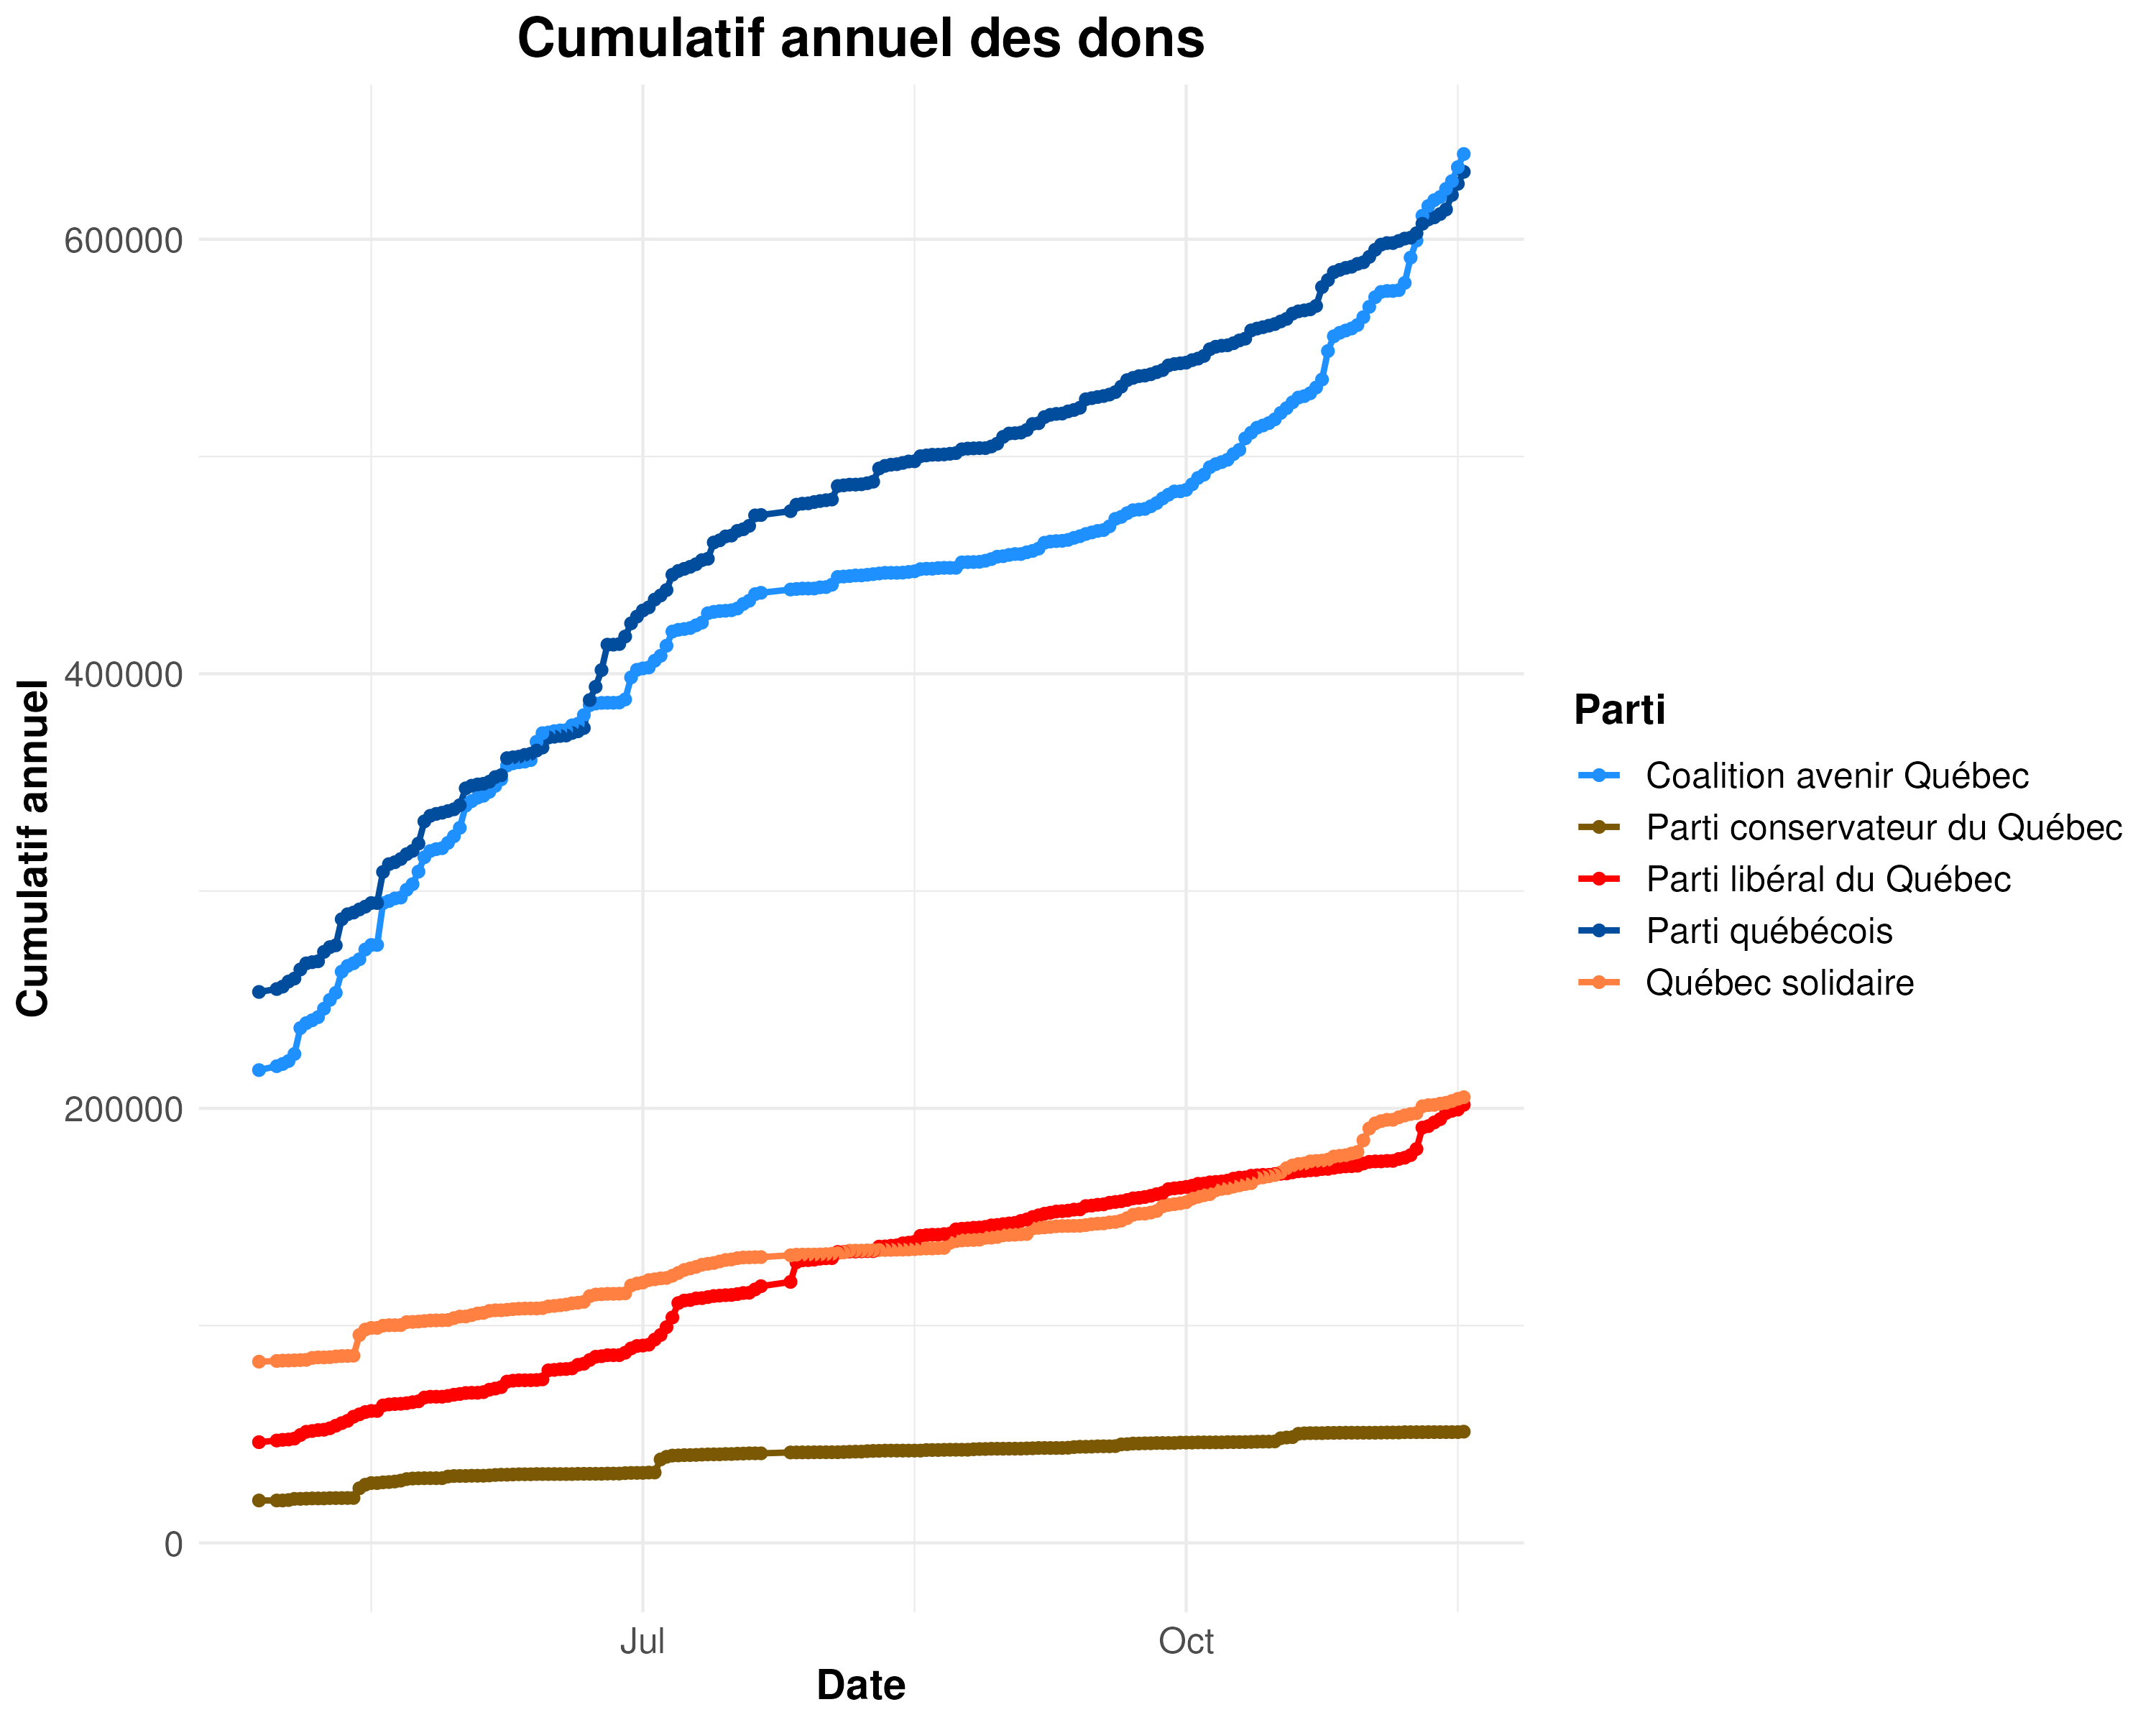 Cumulatif annuel des dons
Cumulatif annuel
600000
400000
200000
0
Jul
Oct
Date
Parti
Coalition avenir Québec
Parti conservateur du Québec
Parti libéral du Québec
Parti québécois
Québec solidaire